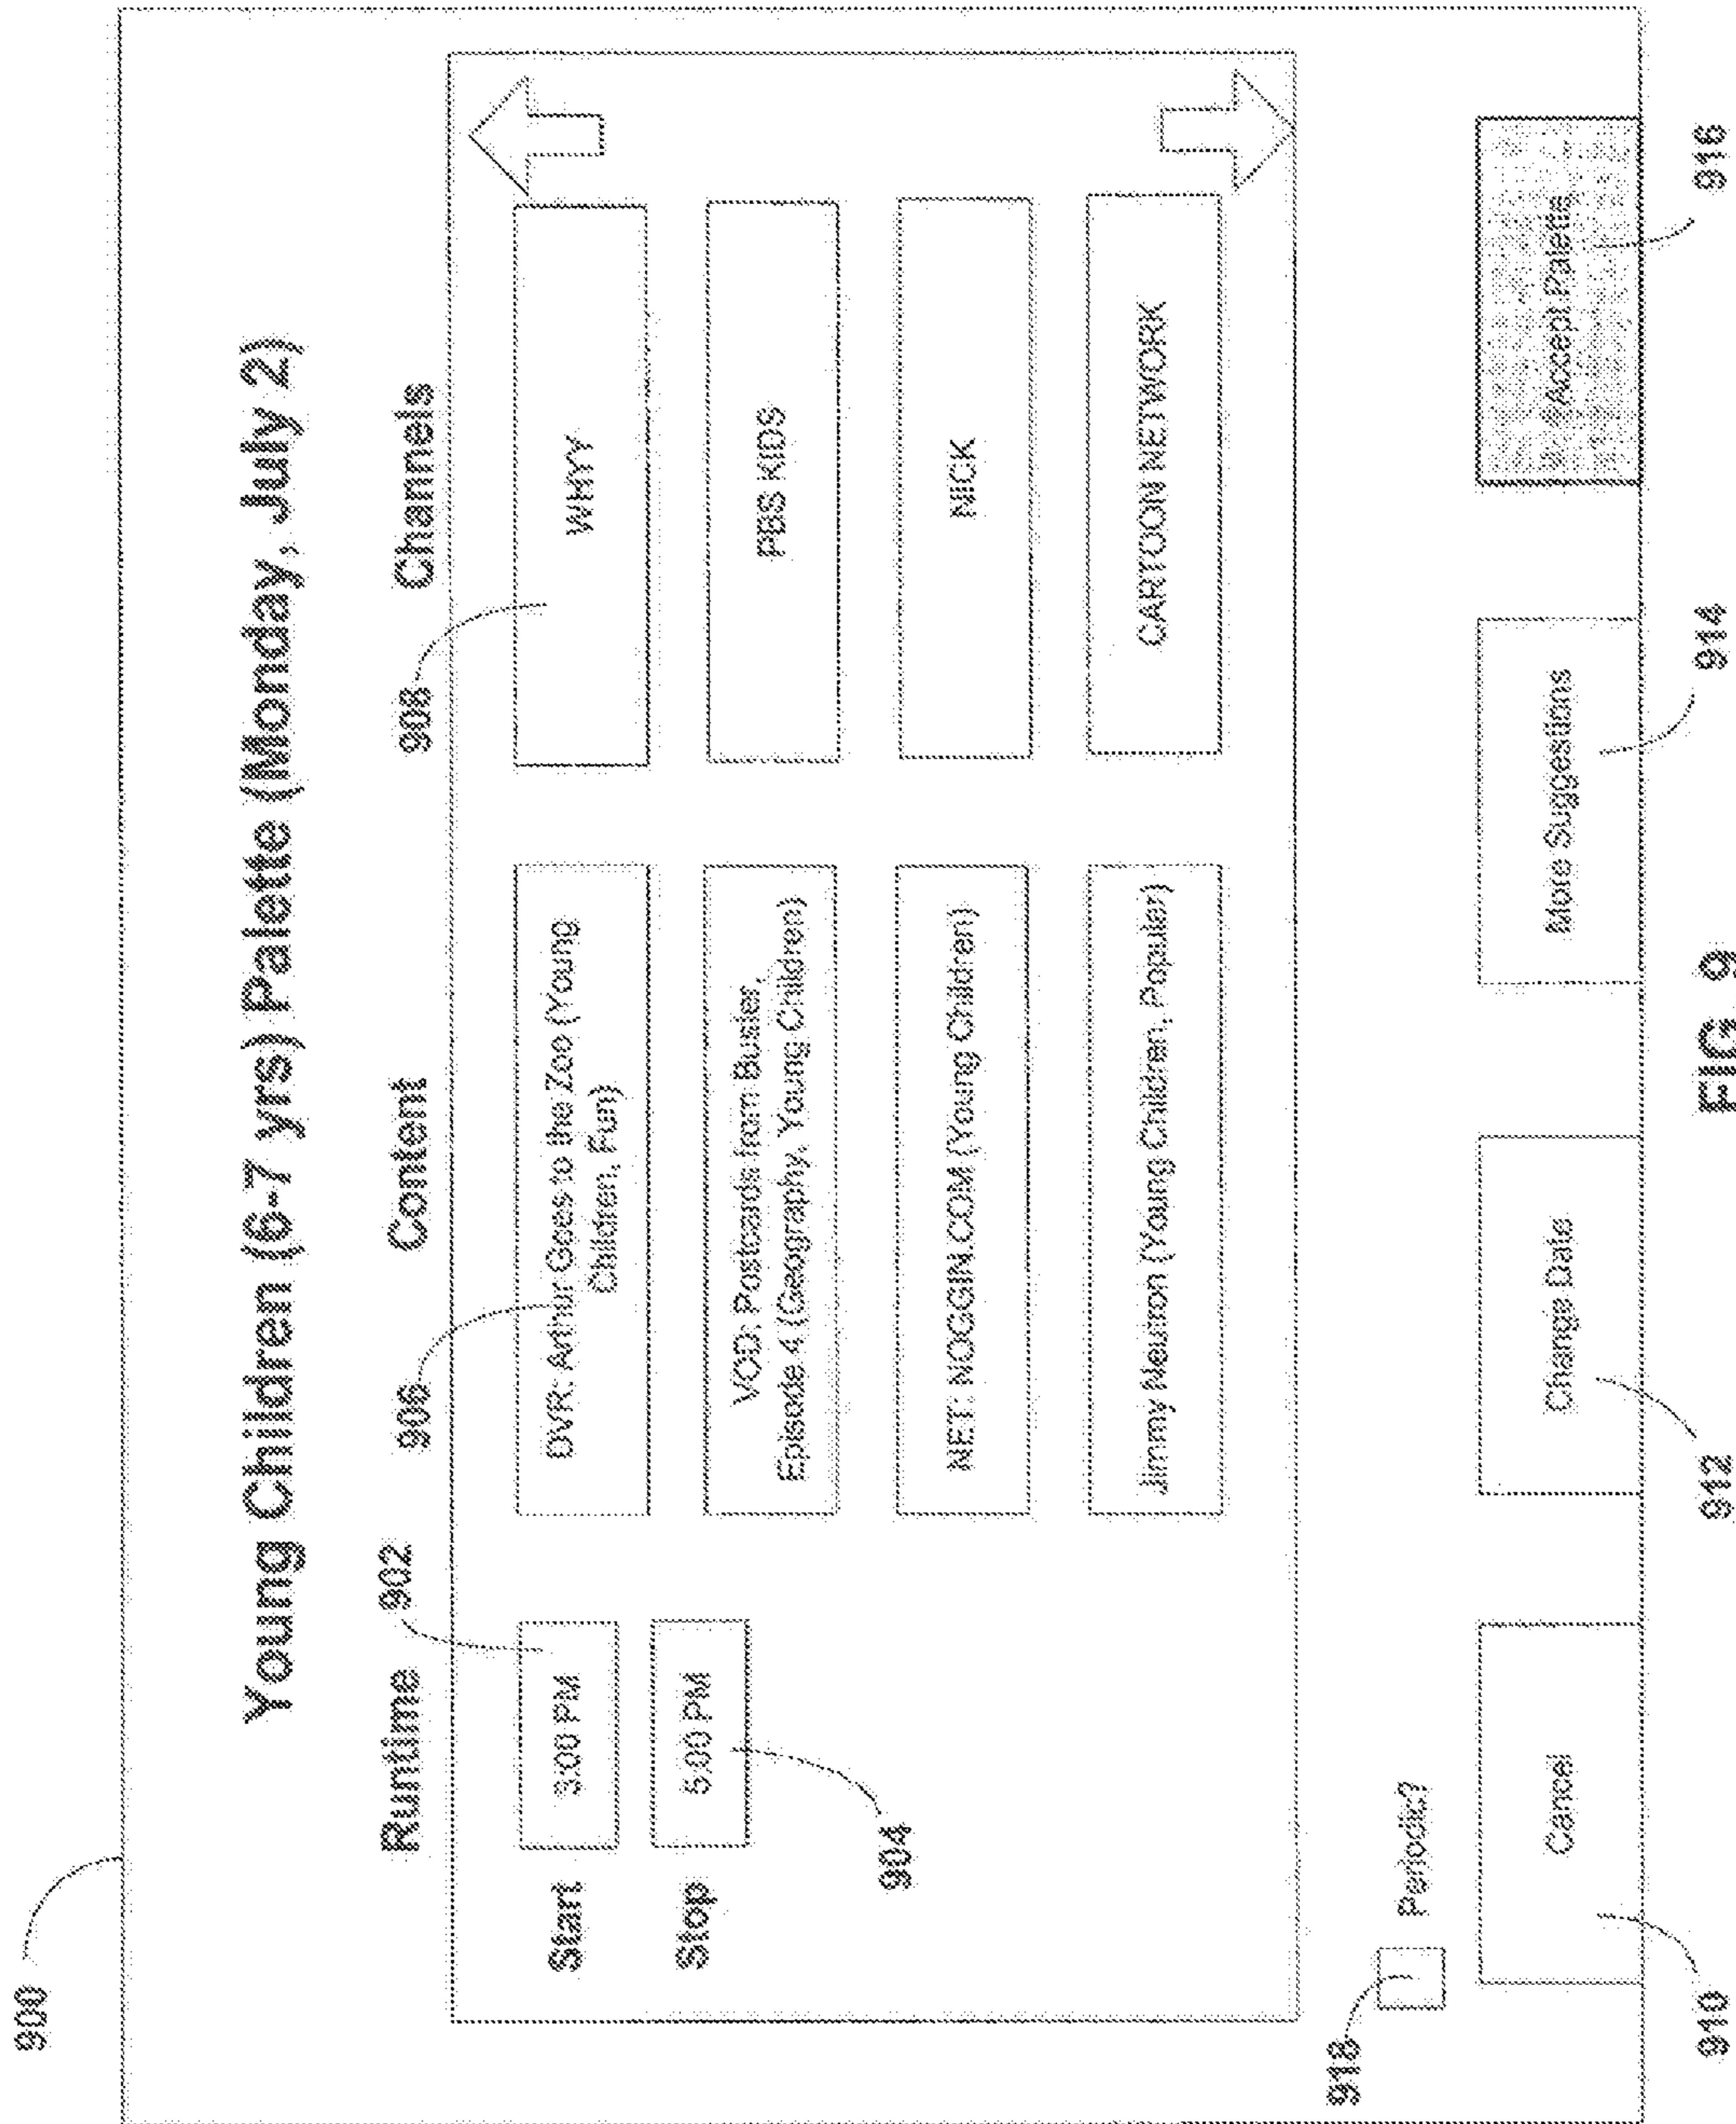 900
Young Children (6-7 yrs) Palette (Monday, July 2)
Runtime
902
Content
906
Channels
908
Start
3:00 PM
Stop
5:00 PM
904
DVR: Arthur Goes to the Zoo (Young
Children, Fun)
WHYY
VOD: Postcards from Buster,
Episode 4 (Geography, Young Children)
PBS KIDS
NET: NOGGIN.COM (Young Children)
NICK
Jimmy Neutron (Young Children, Popular)
CARTOON NETWORK
918
Periodic?
Cancel
Change Date
More Suggestions
Accept Palette
910
912
914
916
FIG. 9